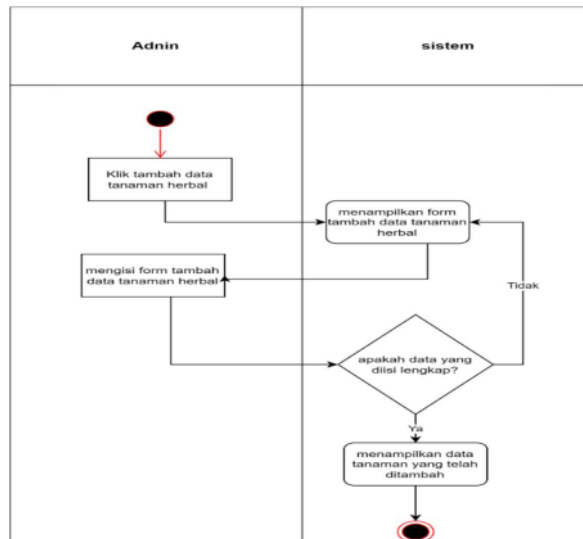 Adnin
sistem
Klik tambah data
tanaman herbal
menampilkan form
tambah data tanaman
herbal
mengisi form tambah
data tanaman herbal
Tidak
apakah data yang
diisi lengkap?
Ya
menampilkan data
tanaman yang telah
ditambah